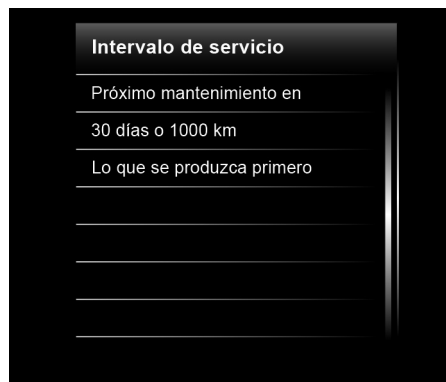 Intervalo de servicio
Próximo mantenimiento en
30 días o 1000 km
Lo que se produzca primero